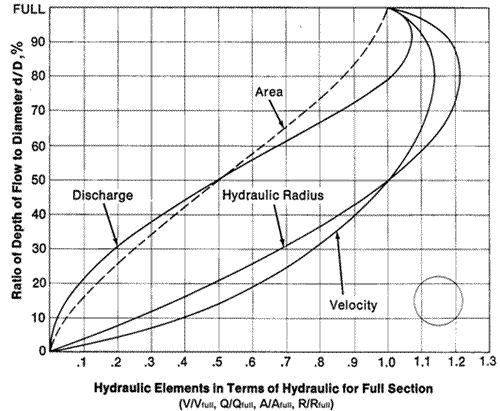 Ratio of Depth of Flow to Diameter d/D, %
FULL
90
80
70
60
50
40
30
20
10
0
Area
Discharge
Hydraulic Radius
Velocity
.1 .2 .3 .4 .5 .6 .7 .8 .9 1.0 1.1 1.2 1.3
Hydraulic Elements in Terms of Hydraulic for Full Section
(V/Vfull, Q/Qfull, A/Afull, R/Rfull)